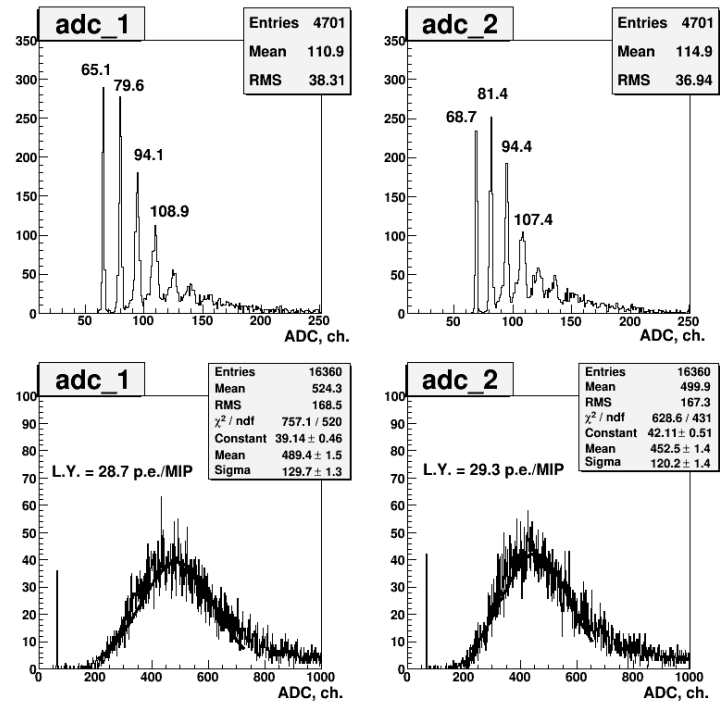 adc_1
Entries 4701
Mean 110.9
RMS 38.31
350
300
250
200
150
100
50
0
65.1
79.6
94.1
108.9
50 100 150 200 250
ADC, ch.
adc_2
Entries 4701
Mean 114.9
RMS 36.94
350
300
250
200
150
100
50
0
68.7
81.4
94.4
107.4
50 100 150 200 250
ADC, ch.
adc_1
Entries 16360
Mean 524.3
RMS 168.5
χ² / ndf 757.1 / 520
Constant 39.14 ± 0.46
Mean 489.4 ± 1.5
Sigma 129.7 ± 1.3
L.Y. = 28.7 p.e./MIP
100
90
80
70
60
50
40
30
20
10
0
0 200 400 600 800 1000
ADC, ch.
adc_2
Entries 16360
Mean 499.9
RMS 167.3
χ² / ndf 628.6 / 431
Constant 42.11 ± 0.51
Mean 452.5 ± 1.4
Sigma 120.2 ± 1.4
L.Y. = 29.3 p.e./MIP
100
90
80
70
60
50
40
30
20
10
0
0 200 400 600 800 1000
ADC, ch.